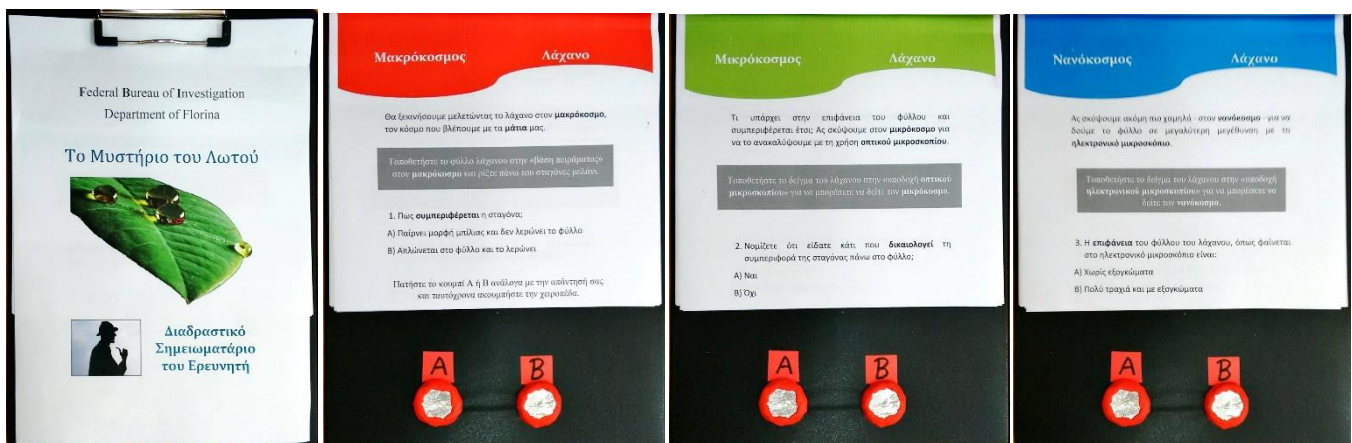 Federal Bureau of Investigation
Department of Florina
Το Μυστήριο του Λωτού
Διαδραστικό
Σημειωματάριο
του Ερευνητή
Μακρόκοσμος Λάχανο
Θα ξεκινήσουμε μελετώντας το λάχανο στον μακρόκοσμο,
τον κόσμο που βλέπουμε με τα μάτια μας.
Τοποθετήστε το φύλλο λάχανου στην «βάση πειράματος»
στον μακρόκοσμο και ρίξτε πάνω του σταγόνες μελάνι.
1. Πως συμπεριφέρεται η σταγόνα;
Α) Παίρνει μορφή μπίλιας και δεν λερώνει το φύλλο
Β) Απλώνεται στο φύλλο και το λερώνει
Πατήστε το κουμπί Α ή Β ανάλογα με την απάντησή σας
και ταυτόχρονα ακουμπήστε την χειροπέδα.
A B
Μικρόκοσμος Λάχανο
Τι υπάρχει στην επιφάνεια του φύλλου και
συμπεριφέρεται έτσι; Ας σκύψουμε στον μικρόκοσμο για
να το ανακαλύψουμε με τη χρήση οπτικού μικροσκοπίου.
Τοποθετήστε το δείγμα του λάχανου στην «υποδοχή οπτικού
μικροσκοπίου» για να μπορέσετε να δείτε τον μικρόκοσμο.
2. Νομίζετε ότι είδατε κάτι που δικαιολογεί τη
συμπεριφορά της σταγόνας πάνω στο φύλλο;
Α) Ναι
Β) Όχι
A B
Νανόκοσμος Λάχανο
Ας σκύψουμε ακόμη πιο χαμηλά - στον νανόκοσμο - για να
δούμε το φύλλο σε μεγαλύτερη μεγέθυνση με το
ηλεκτρονικό μικροσκόπιο.
Τοποθετήστε το δείγμα του λάχανου στην «υποδοχή
ηλεκτρονικού μικροσκοπίου» για να μπορέσετε να
δείτε τον νανόκοσμο.
3. Η επιφάνεια του φύλλου του λάχανου, όπως φαίνεται
στο ηλεκτρονικό μικροσκόπιο είναι:
Α) Χωρίς εξογκώματα
Β) Πολύ τραχιά και με εξογκώματα
A B